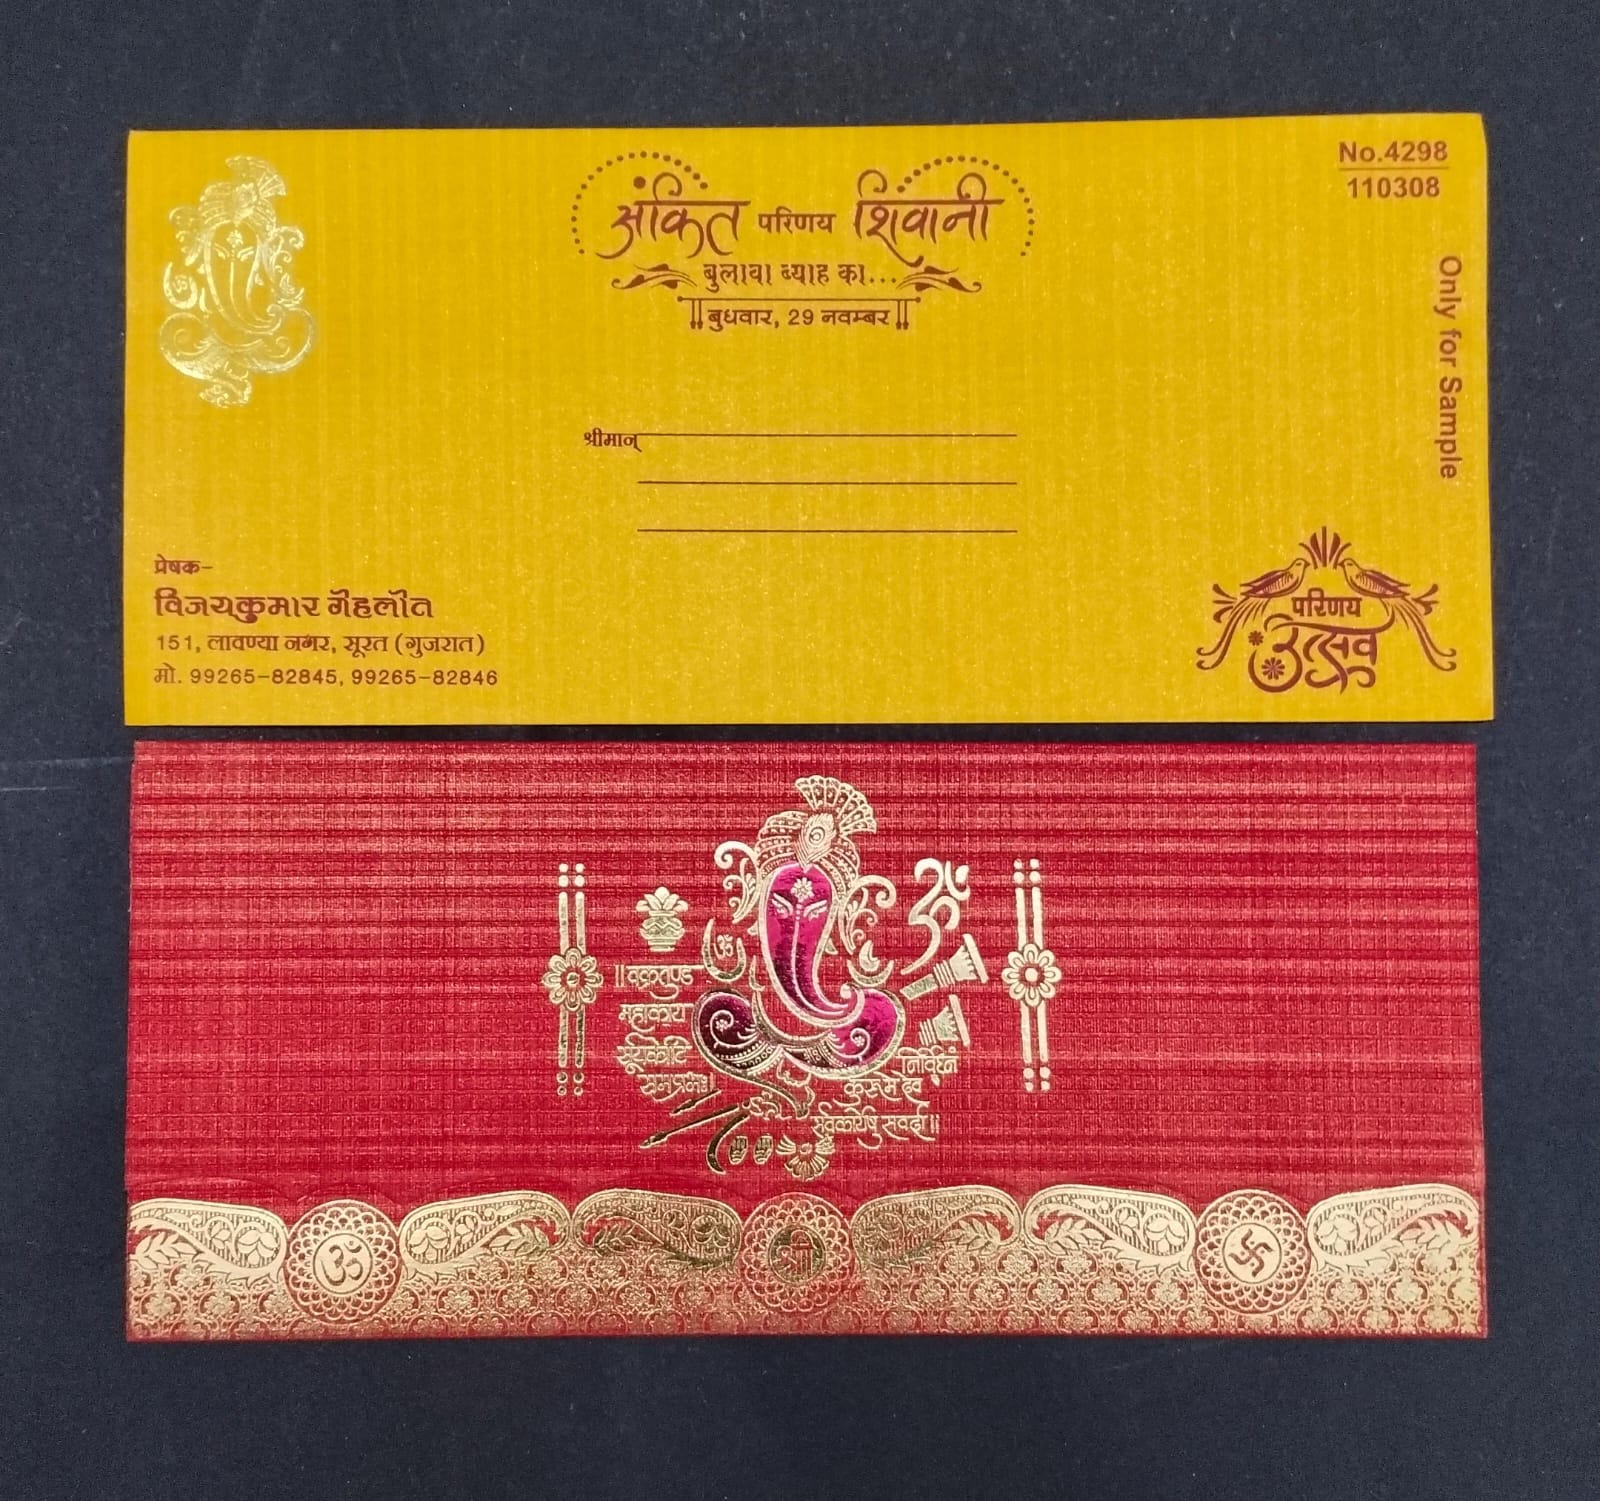 No.4298
110308
Only for Sample
अंकित परिणय शिवानी
बुलावा ब्याह का...
||बुधवार, 29 नवम्बर||
श्रीमान्
प्रेषक–
विजयकुमार गेहलोत
151, लावण्या नगर, सूरत (गुजरात)
मो. 99265–82845, 99265–82846
परिणय
उत्सव
ॐ
ॐ
॥वक्रतुण्ड
महाकाय
सूर्यकोटि
समप्रभः।
निर्विघ्नं
कुरूमे देव
सर्वकार्येषु सर्वदा॥
ॐ
श्री